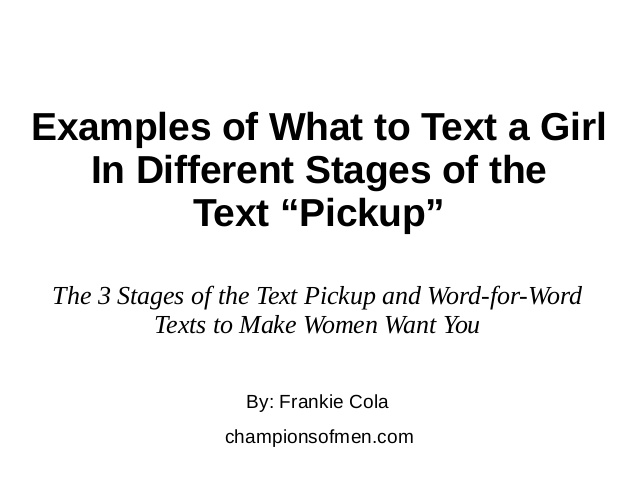 Examples of What to Text a Girl
In Different Stages of the
Text “Pickup”
The 3 Stages of the Text Pickup and Word-for-Word
Texts to Make Women Want You
By: Frankie Cola
championsofmen.com